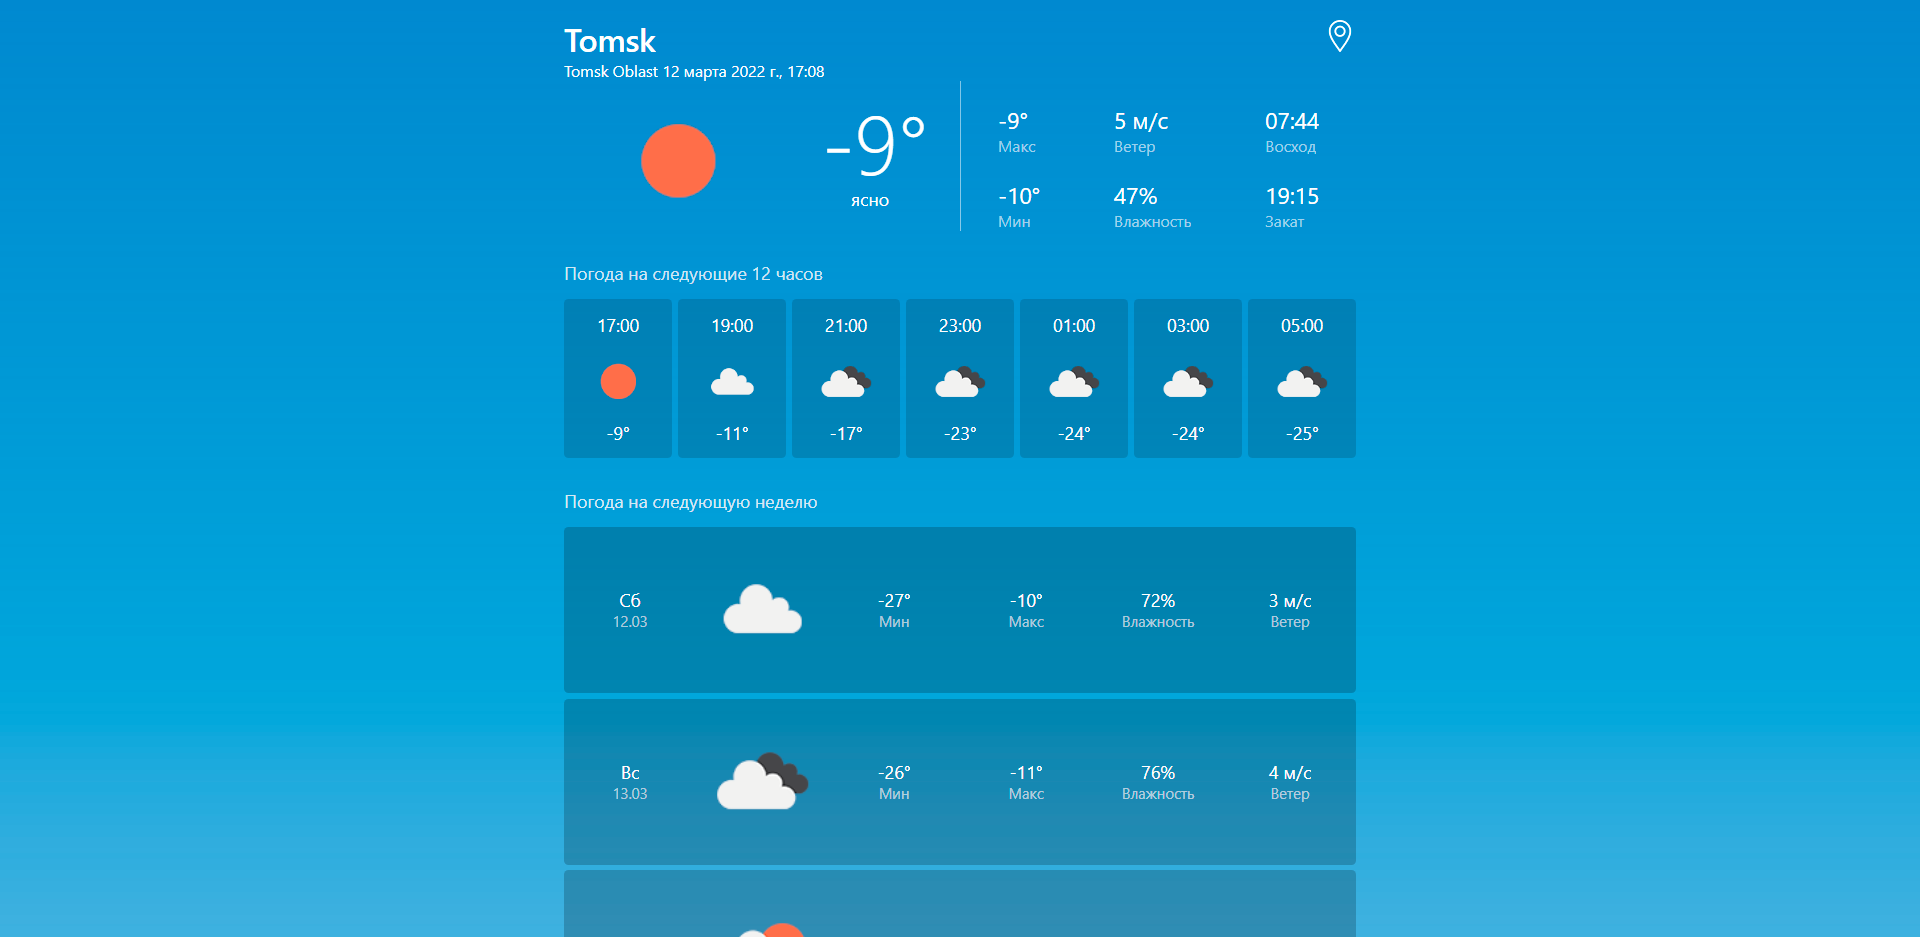 Tomsk
Tomsk Oblast 12 марта 2022 г., 17:08
-9°
ясно
-9° 5 м/с 07:44
Макс Ветер Восход
-10° 47% 19:15
Мин Влажность Закат
Погода на следующие 12 часов
17:00 19:00 21:00 23:00 01:00 03:00 05:00
-9° -11° -17° -23° -24° -24° -25°
Погода на следующую неделю
Сб -27° -10° 72% 3 м/с
12.03 Мин Макс Влажность Ветер
Вс -26° -11° 76% 4 м/с
13.03 Мин Макс Влажность Ветер